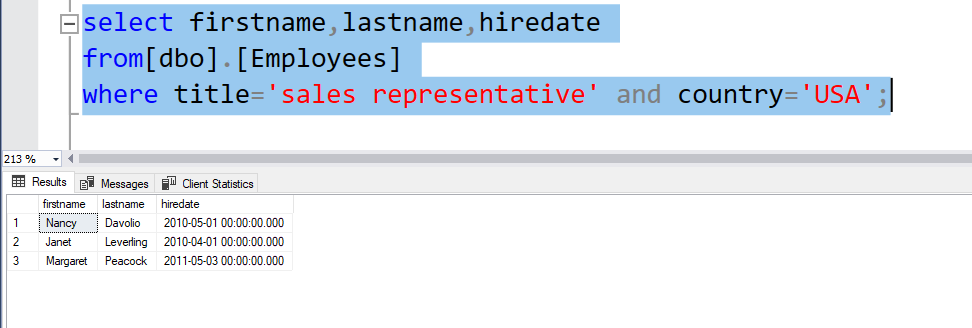 select firstname,lastname,hiredate
from[dbo].[Employees]
where title='sales representative' and country='USA';
213 %
Results Messages Client Statistics
firstname lastname hiredate
1 Nancy Davolio 2010-05-01 00:00:00.000
2 Janet Leverling 2010-04-01 00:00:00.000
3 Margaret Peacock 2011-05-03 00:00:00.000